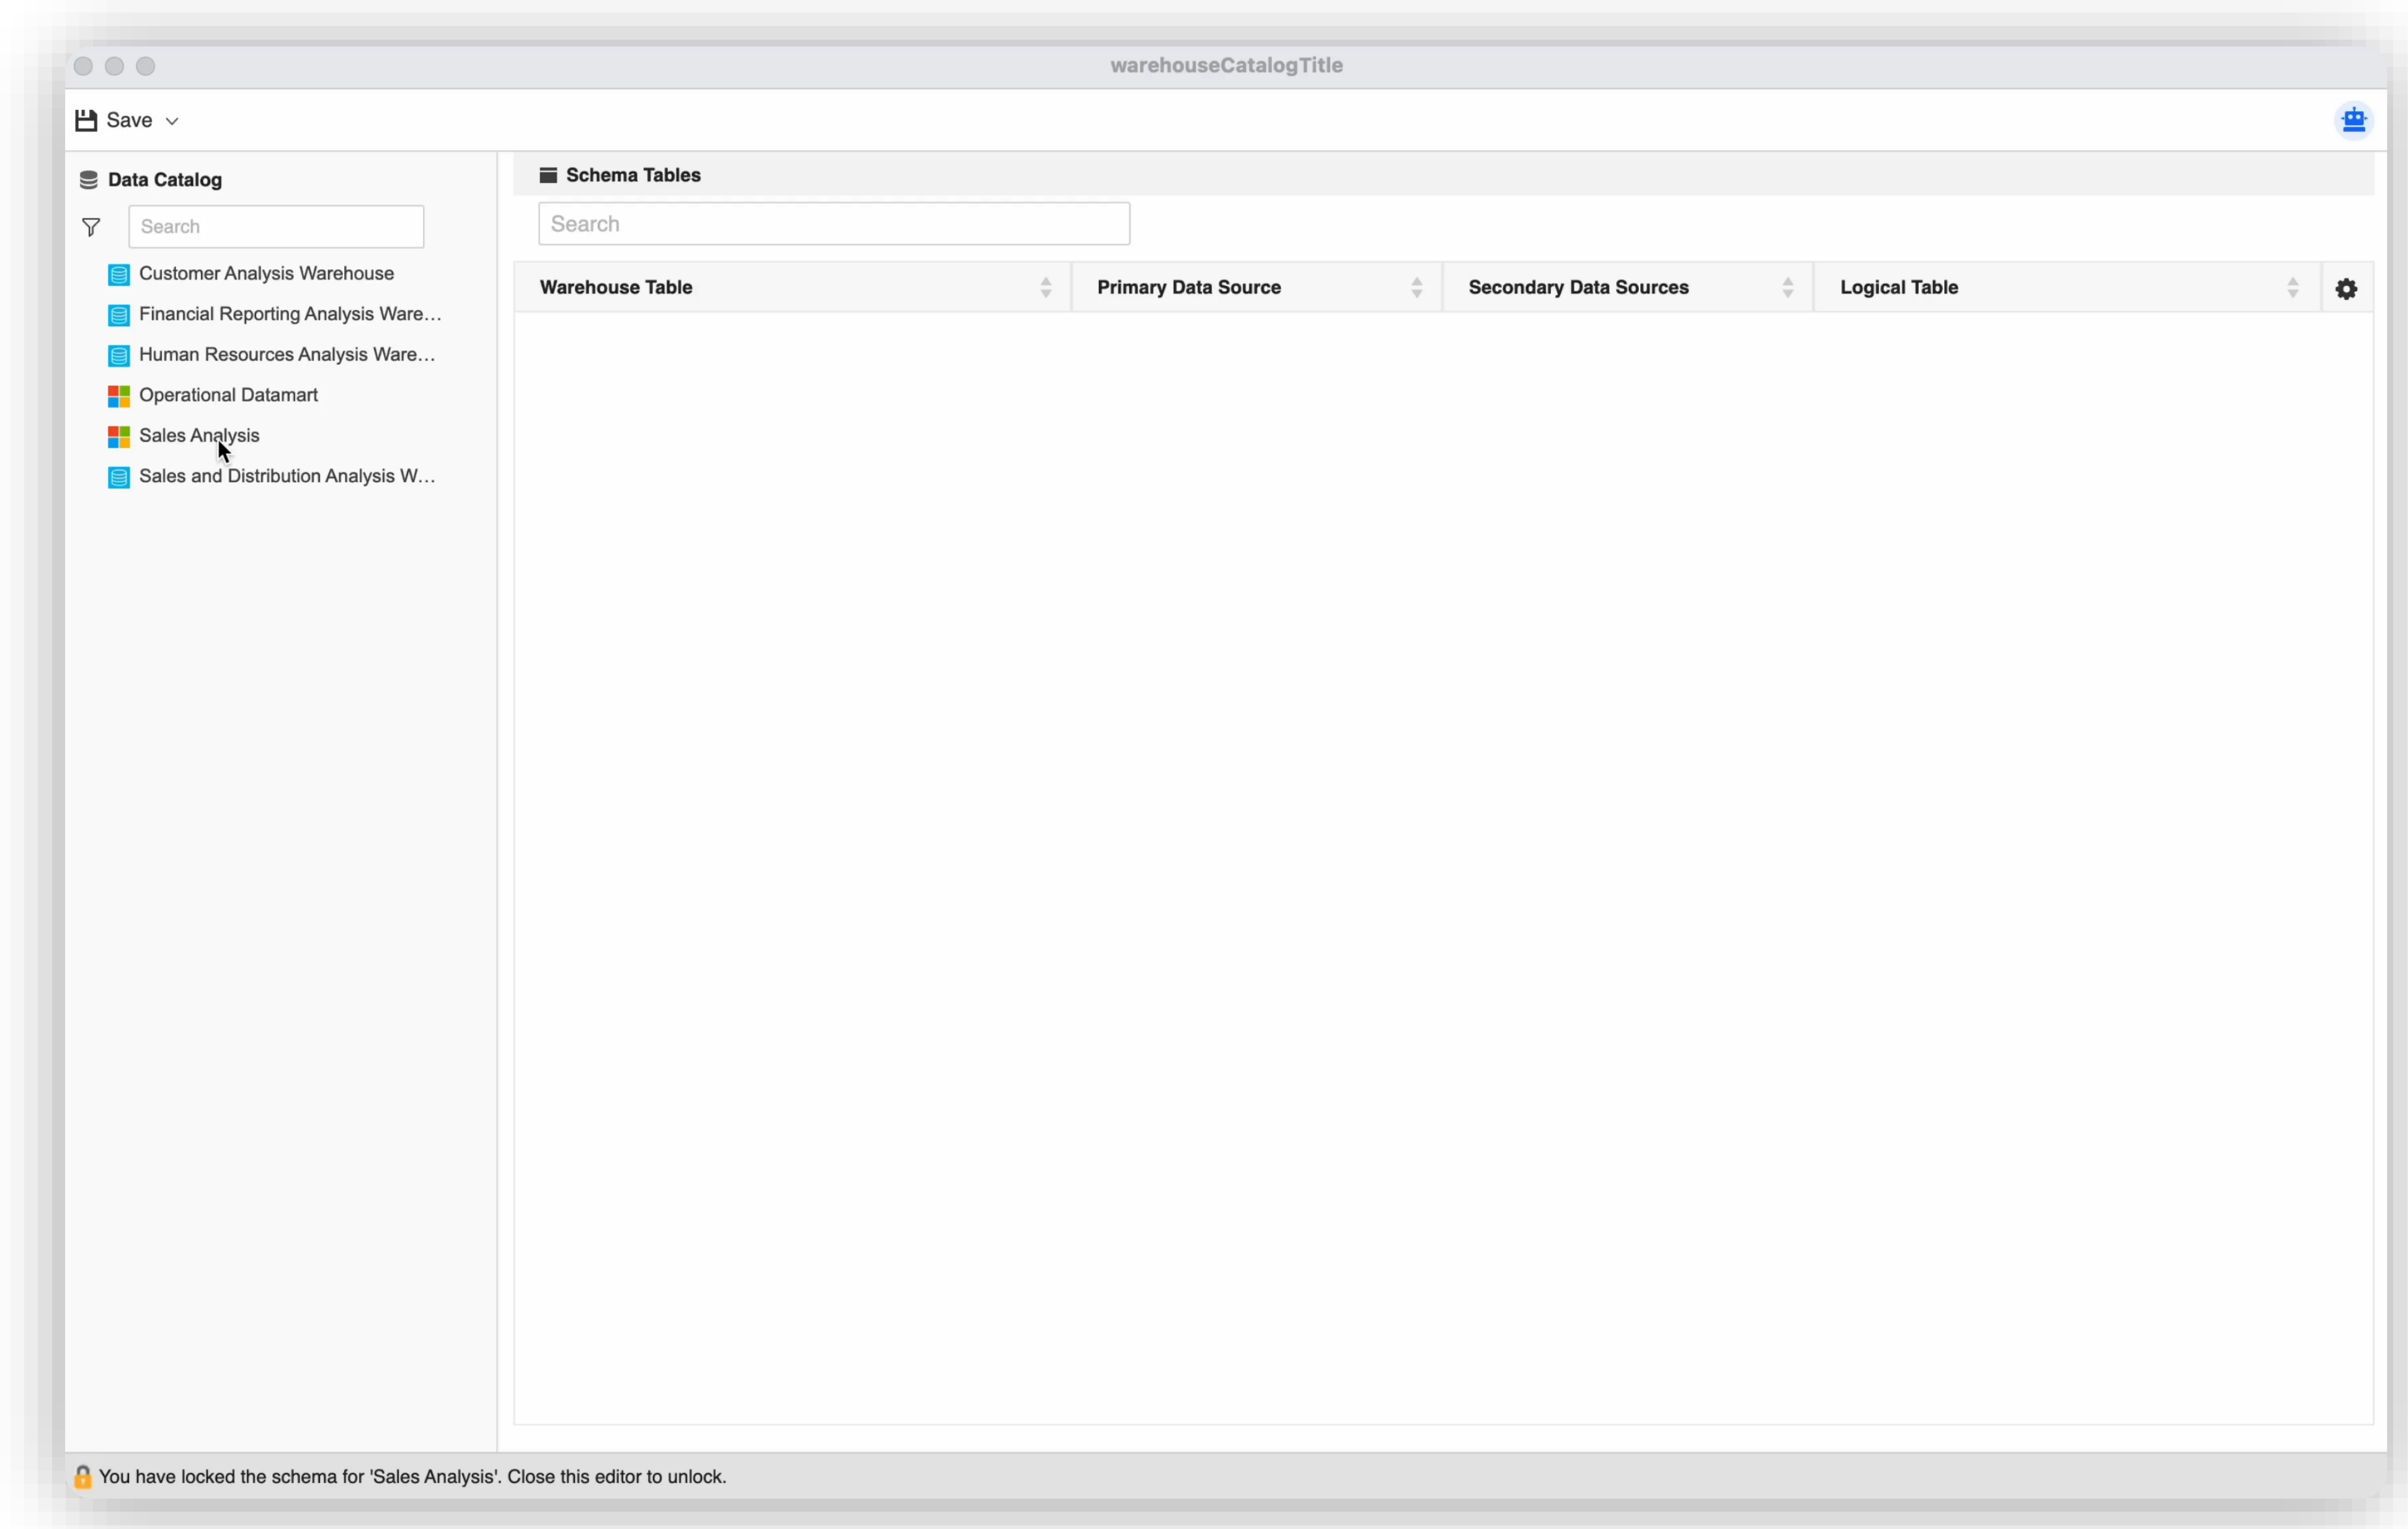 warehouseCatalogTitle
Save
Data Catalog
Search
Customer Analysis Warehouse
Financial Reporting Analysis Ware...
Human Resources Analysis Ware...
Operational Datamart
Sales Analysis
Sales and Distribution Analysis W...
Schema Tables
Search
Warehouse Table Primary Data Source Secondary Data Sources Logical Table
You have locked the schema for 'Sales Analysis'. Close this editor to unlock.